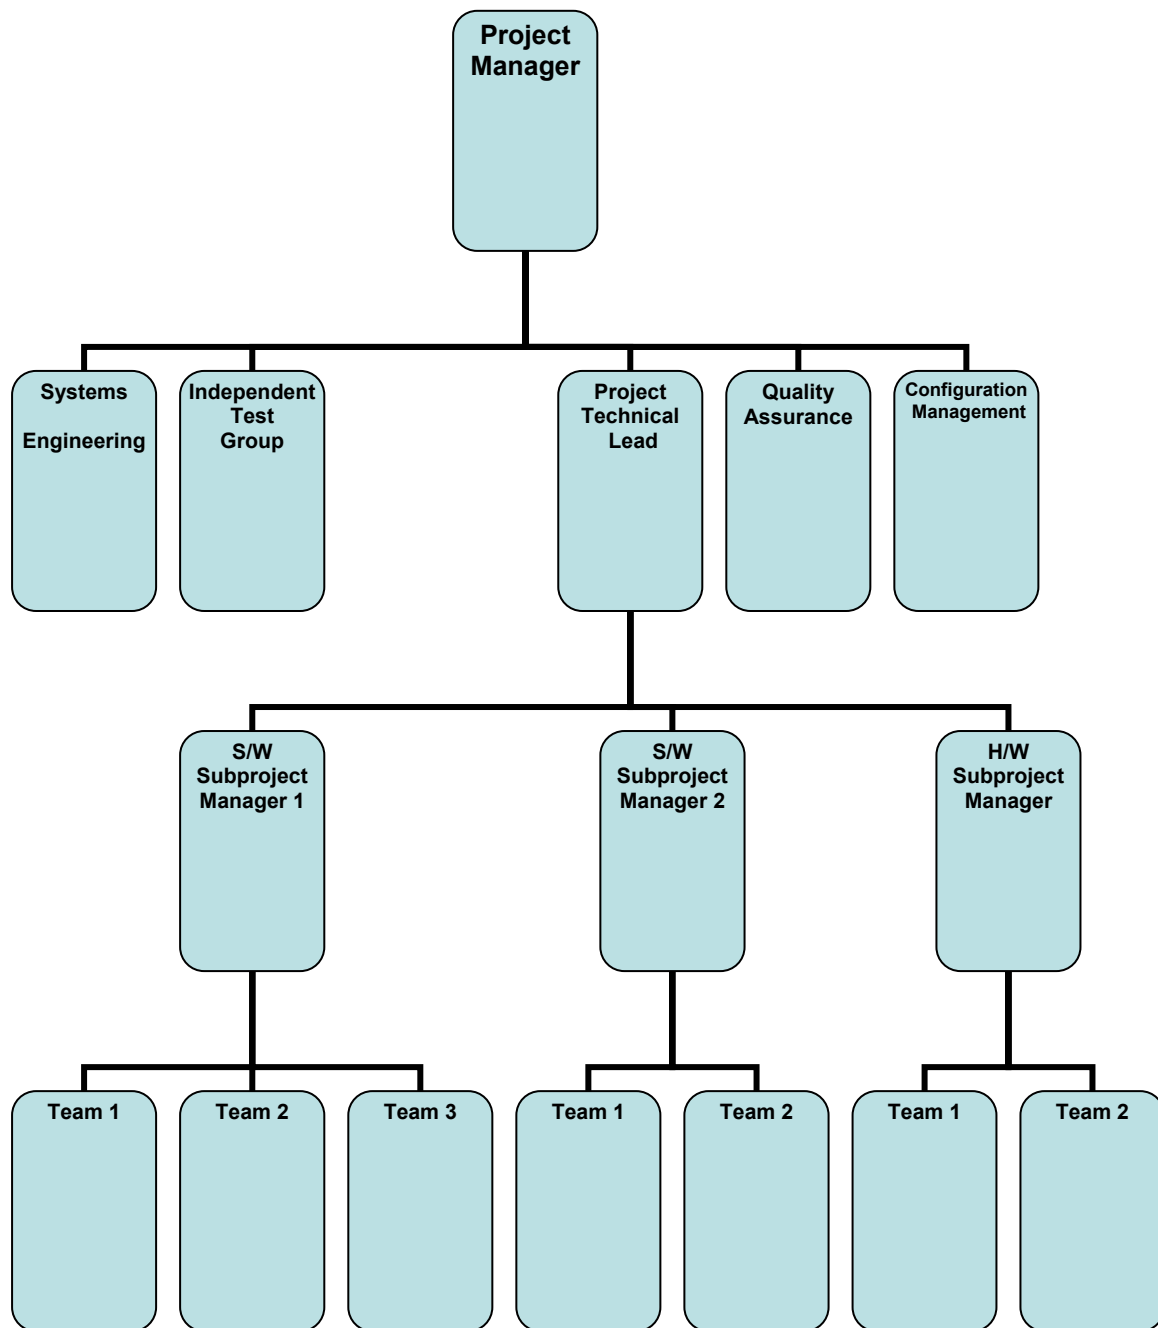 Project
Manager
Systems
Engineering
Independent
Test
Group
Project
Technical
Lead
Quality
Assurance
Configuration
Management
S/W
Subproject
Manager 1
S/W
Subproject
Manager 2
H/W
Subproject
Manager
Team 1
Team 2
Team 3
Team 1
Team 2
Team 1
Team 2